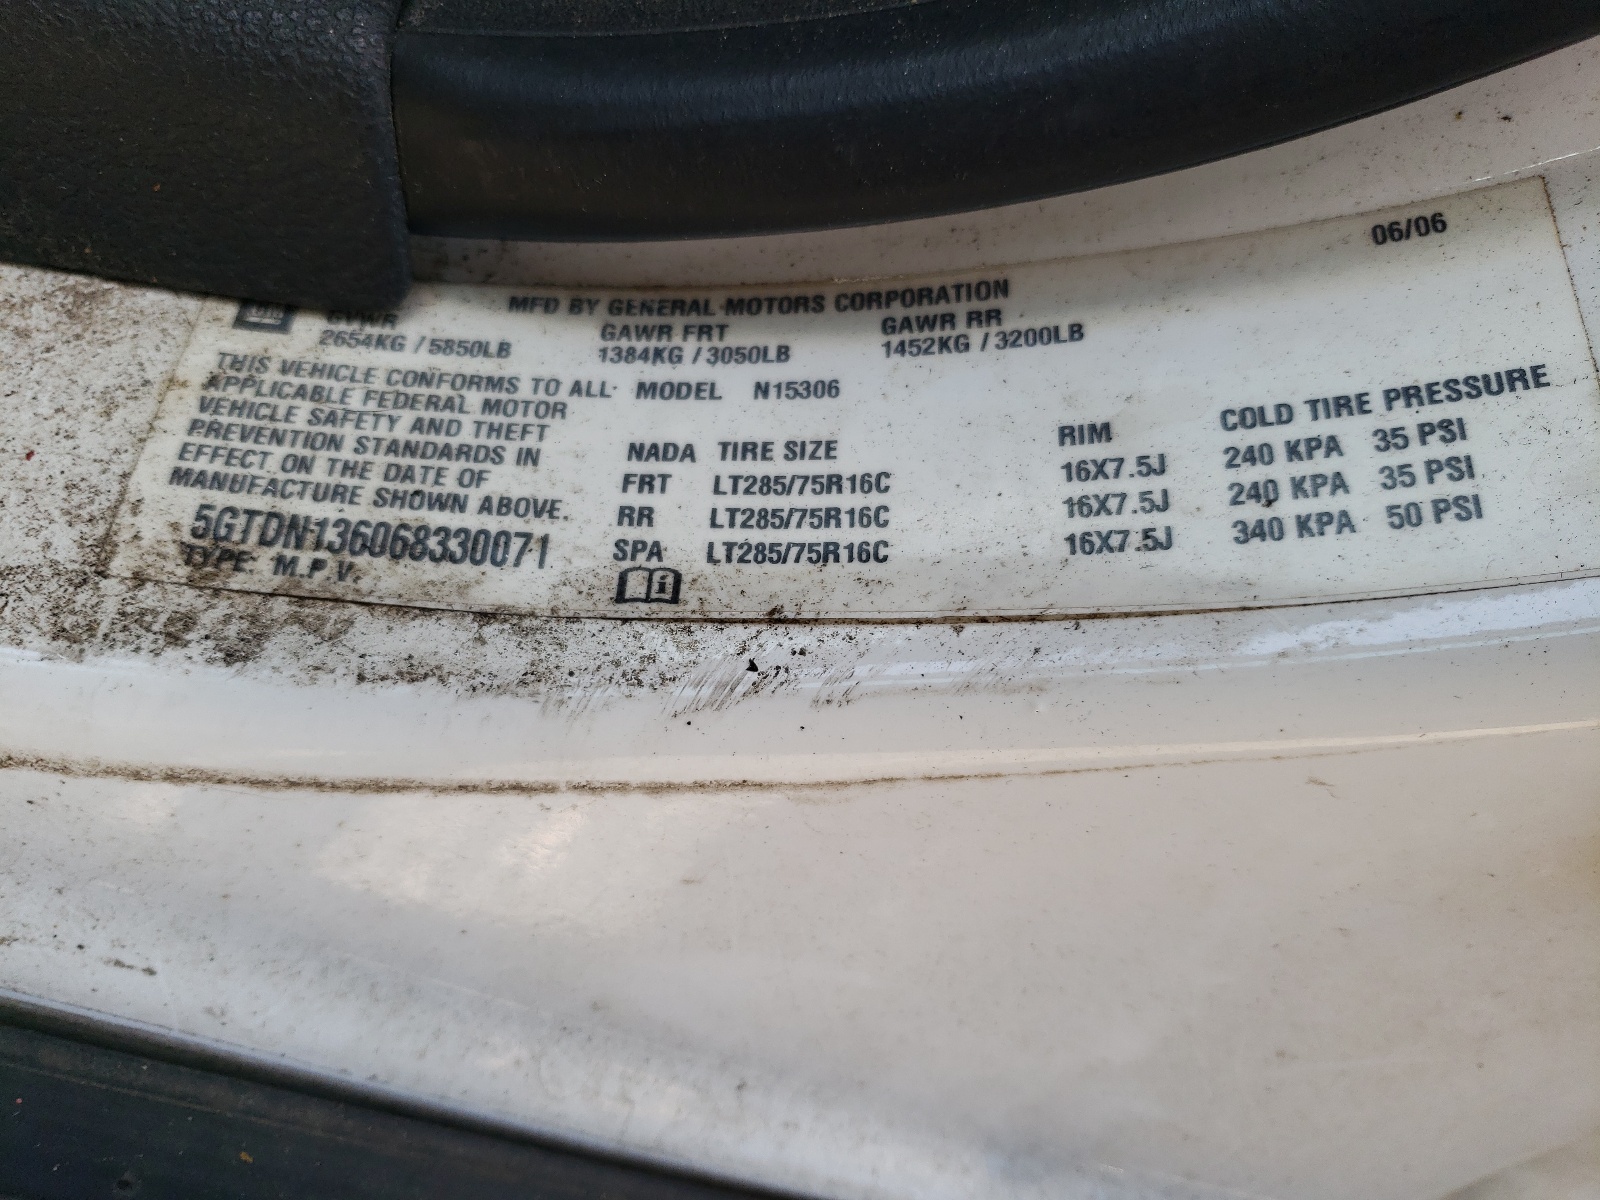 06/06
MFD BY GENERAL MOTORS CORPORATION
GM
GVWR GAWR FRT GAWR RR
2654KG / 5850LB 1384KG / 3050LB 1452KG / 3200LB
THIS VEHICLE CONFORMS TO ALL
APPLICABLE FEDERAL MOTOR
VEHICLE SAFETY AND THEFT
PREVENTION STANDARDS IN
EFFECT ON THE DATE OF
MANUFACTURE SHOWN ABOVE.
5GTDN136068330071
TYPE: M.P.V.
MODEL N15306
NADA TIRE SIZE RIM COLD TIRE PRESSURE
FRT LT285/75R16C 16X7.5J 240 KPA 35 PSI
RR LT285/75R16C 16X7.5J 240 KPA 35 PSI
SPA LT285/75R16C 16X7.5J 340 KPA 50 PSI
i